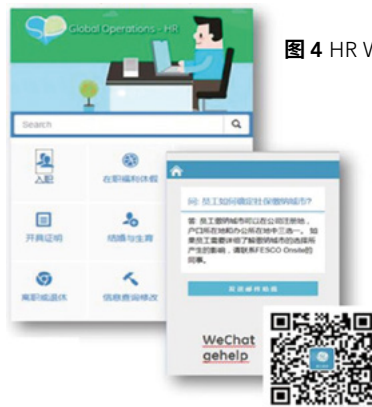 Global Operations - HR
图 4 HR W
Search
入职
在职福利休假
开具证明
结婚与生育
离职或退休
信息查询修改
问: 员工如何确定社保缴纳城市?
答: 员工缴纳城市可以在公司注册地,
户口所在地和办公所在地中三选一。 如
果员工需要详细了解缴纳城市的选择所
产生的影响, 请联系FESCO Onsite的
同事。
WeChat
gehelp